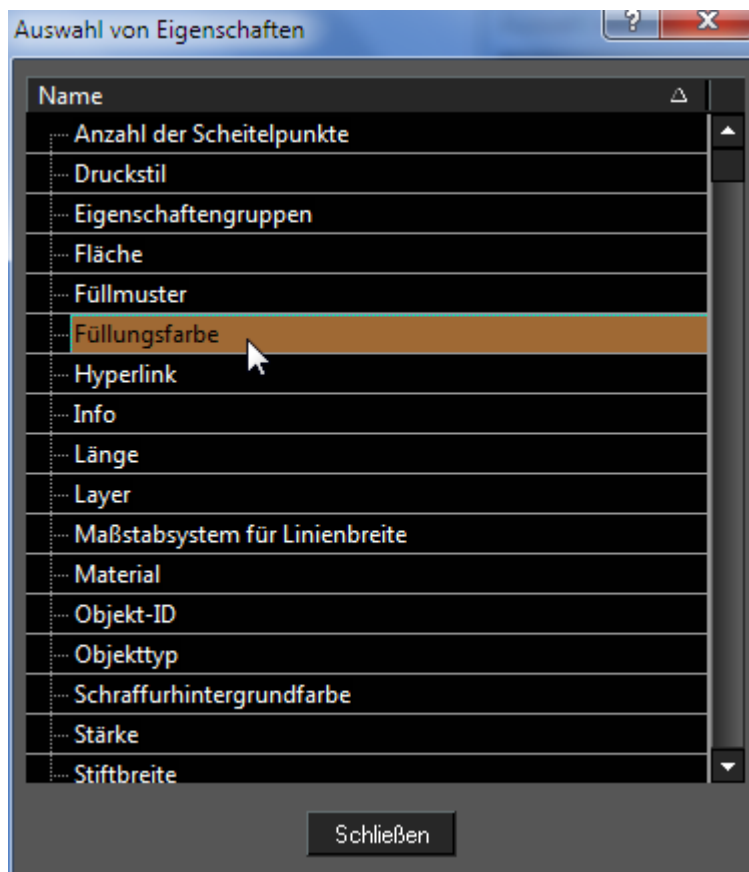 Auswahl von Eigenschaften
?
X
Name
Anzahl der Scheitelpunkte
Druckstil
Eigenschaftengruppen
Fläche
Füllmuster
Füllungsfarbe
Hyperlink
Info
Länge
Layer
Maßstabsystem für Linienbreite
Material
Objekt-ID
Objekttyp
Schraffurhintergrundfarbe
Stärke
Stiftbreite
Schließen